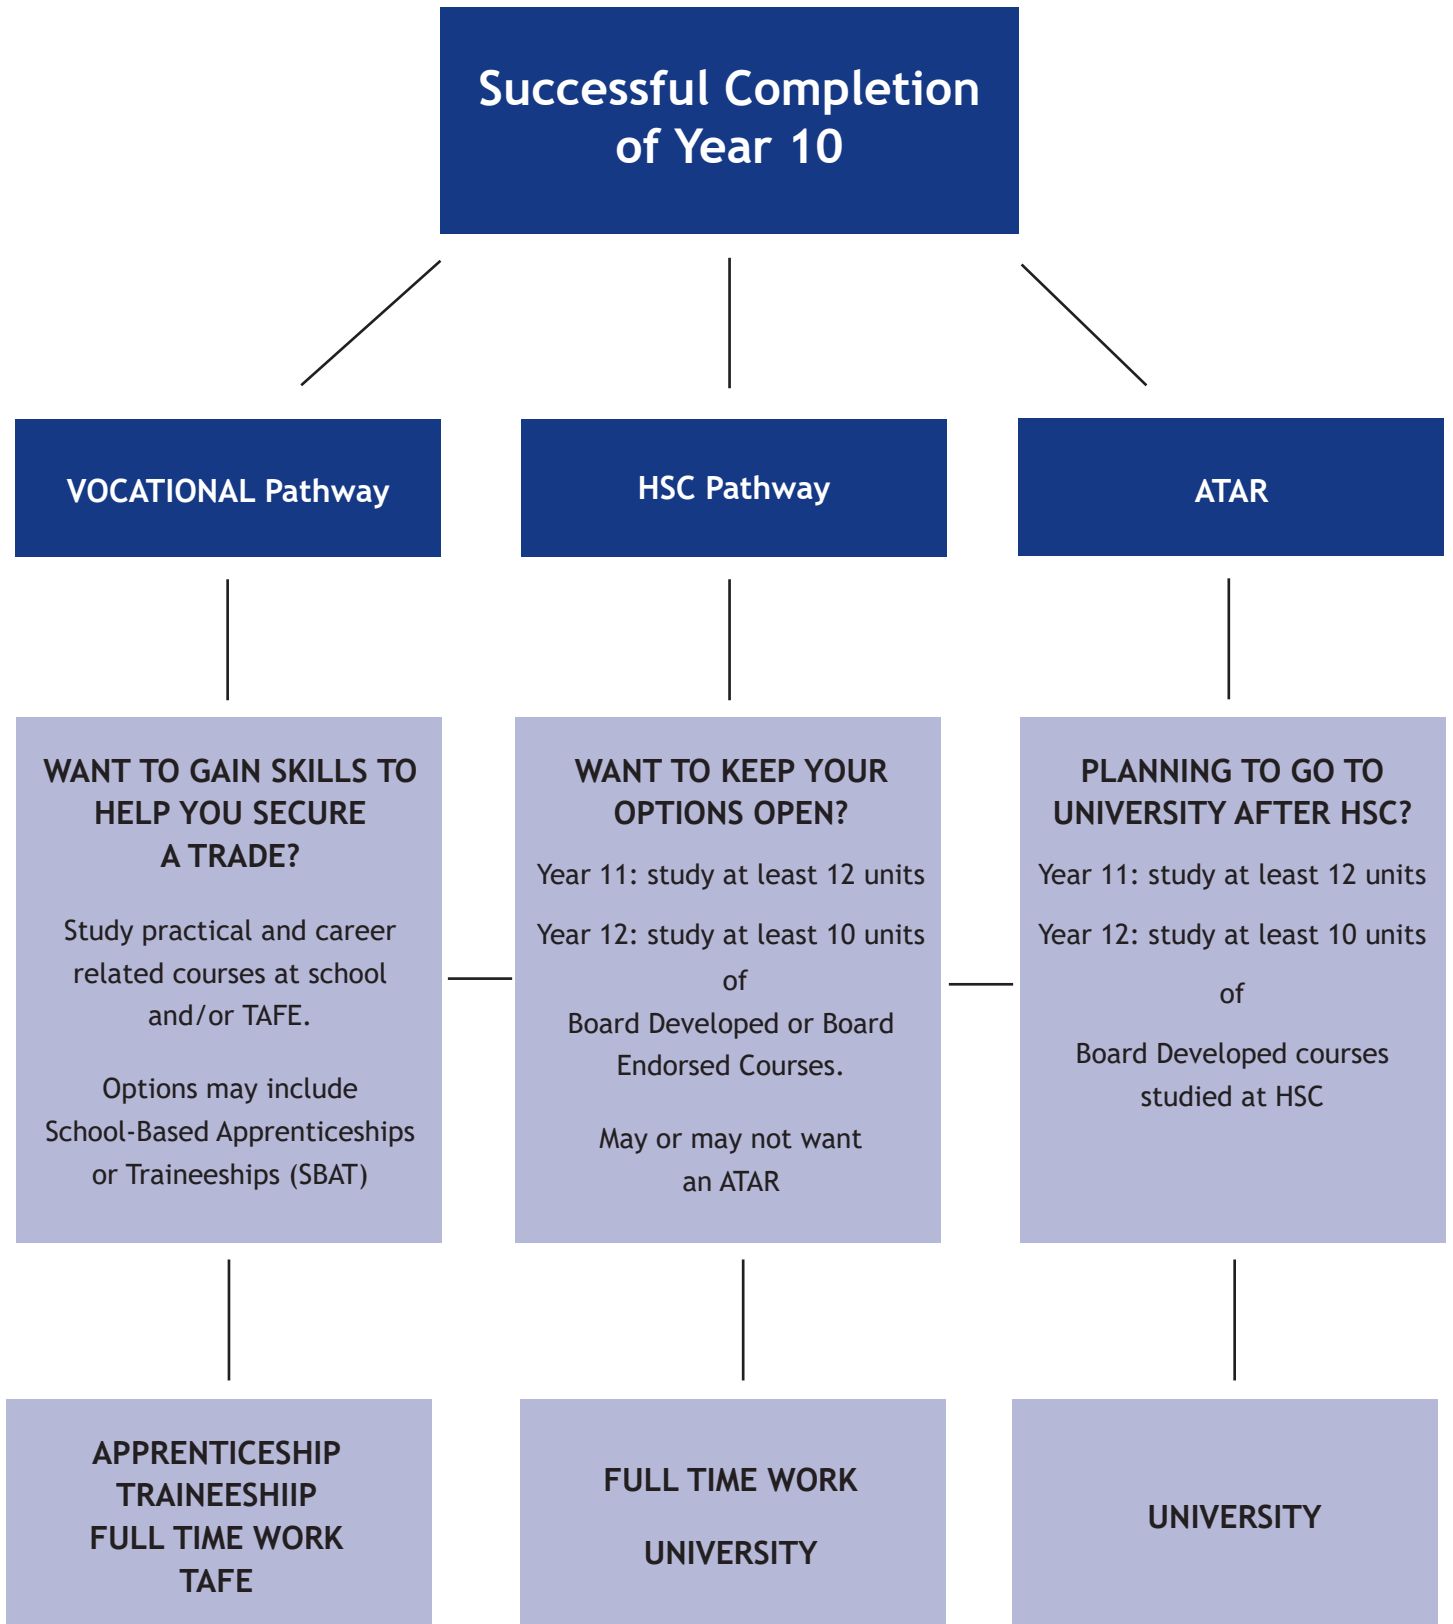 Successful Completion
of Year 10
VOCATIONAL Pathway
HSC Pathway
ATAR
WANT TO GAIN SKILLS TO
HELP YOU SECURE
A TRADE?
Study practical and career
related courses at school
and/or TAFE.
Options may include
School-Based Apprenticeships
or Traineeships (SBAT)
WANT TO KEEP YOUR
OPTIONS OPEN?
Year 11: study at least 12 units
Year 12: study at least 10 units
of
Board Developed or Board
Endorsed Courses.
May or may not want
an ATAR
PLANNING TO GO TO
UNIVERSITY AFTER HSC?
Year 11: study at least 12 units
Year 12: study at least 10 units
of
Board Developed courses
studied at HSC
APPRENTICESHIP
TRAINEESHIIP
FULL TIME WORK
TAFE
FULL TIME WORK
UNIVERSITY
UNIVERSITY